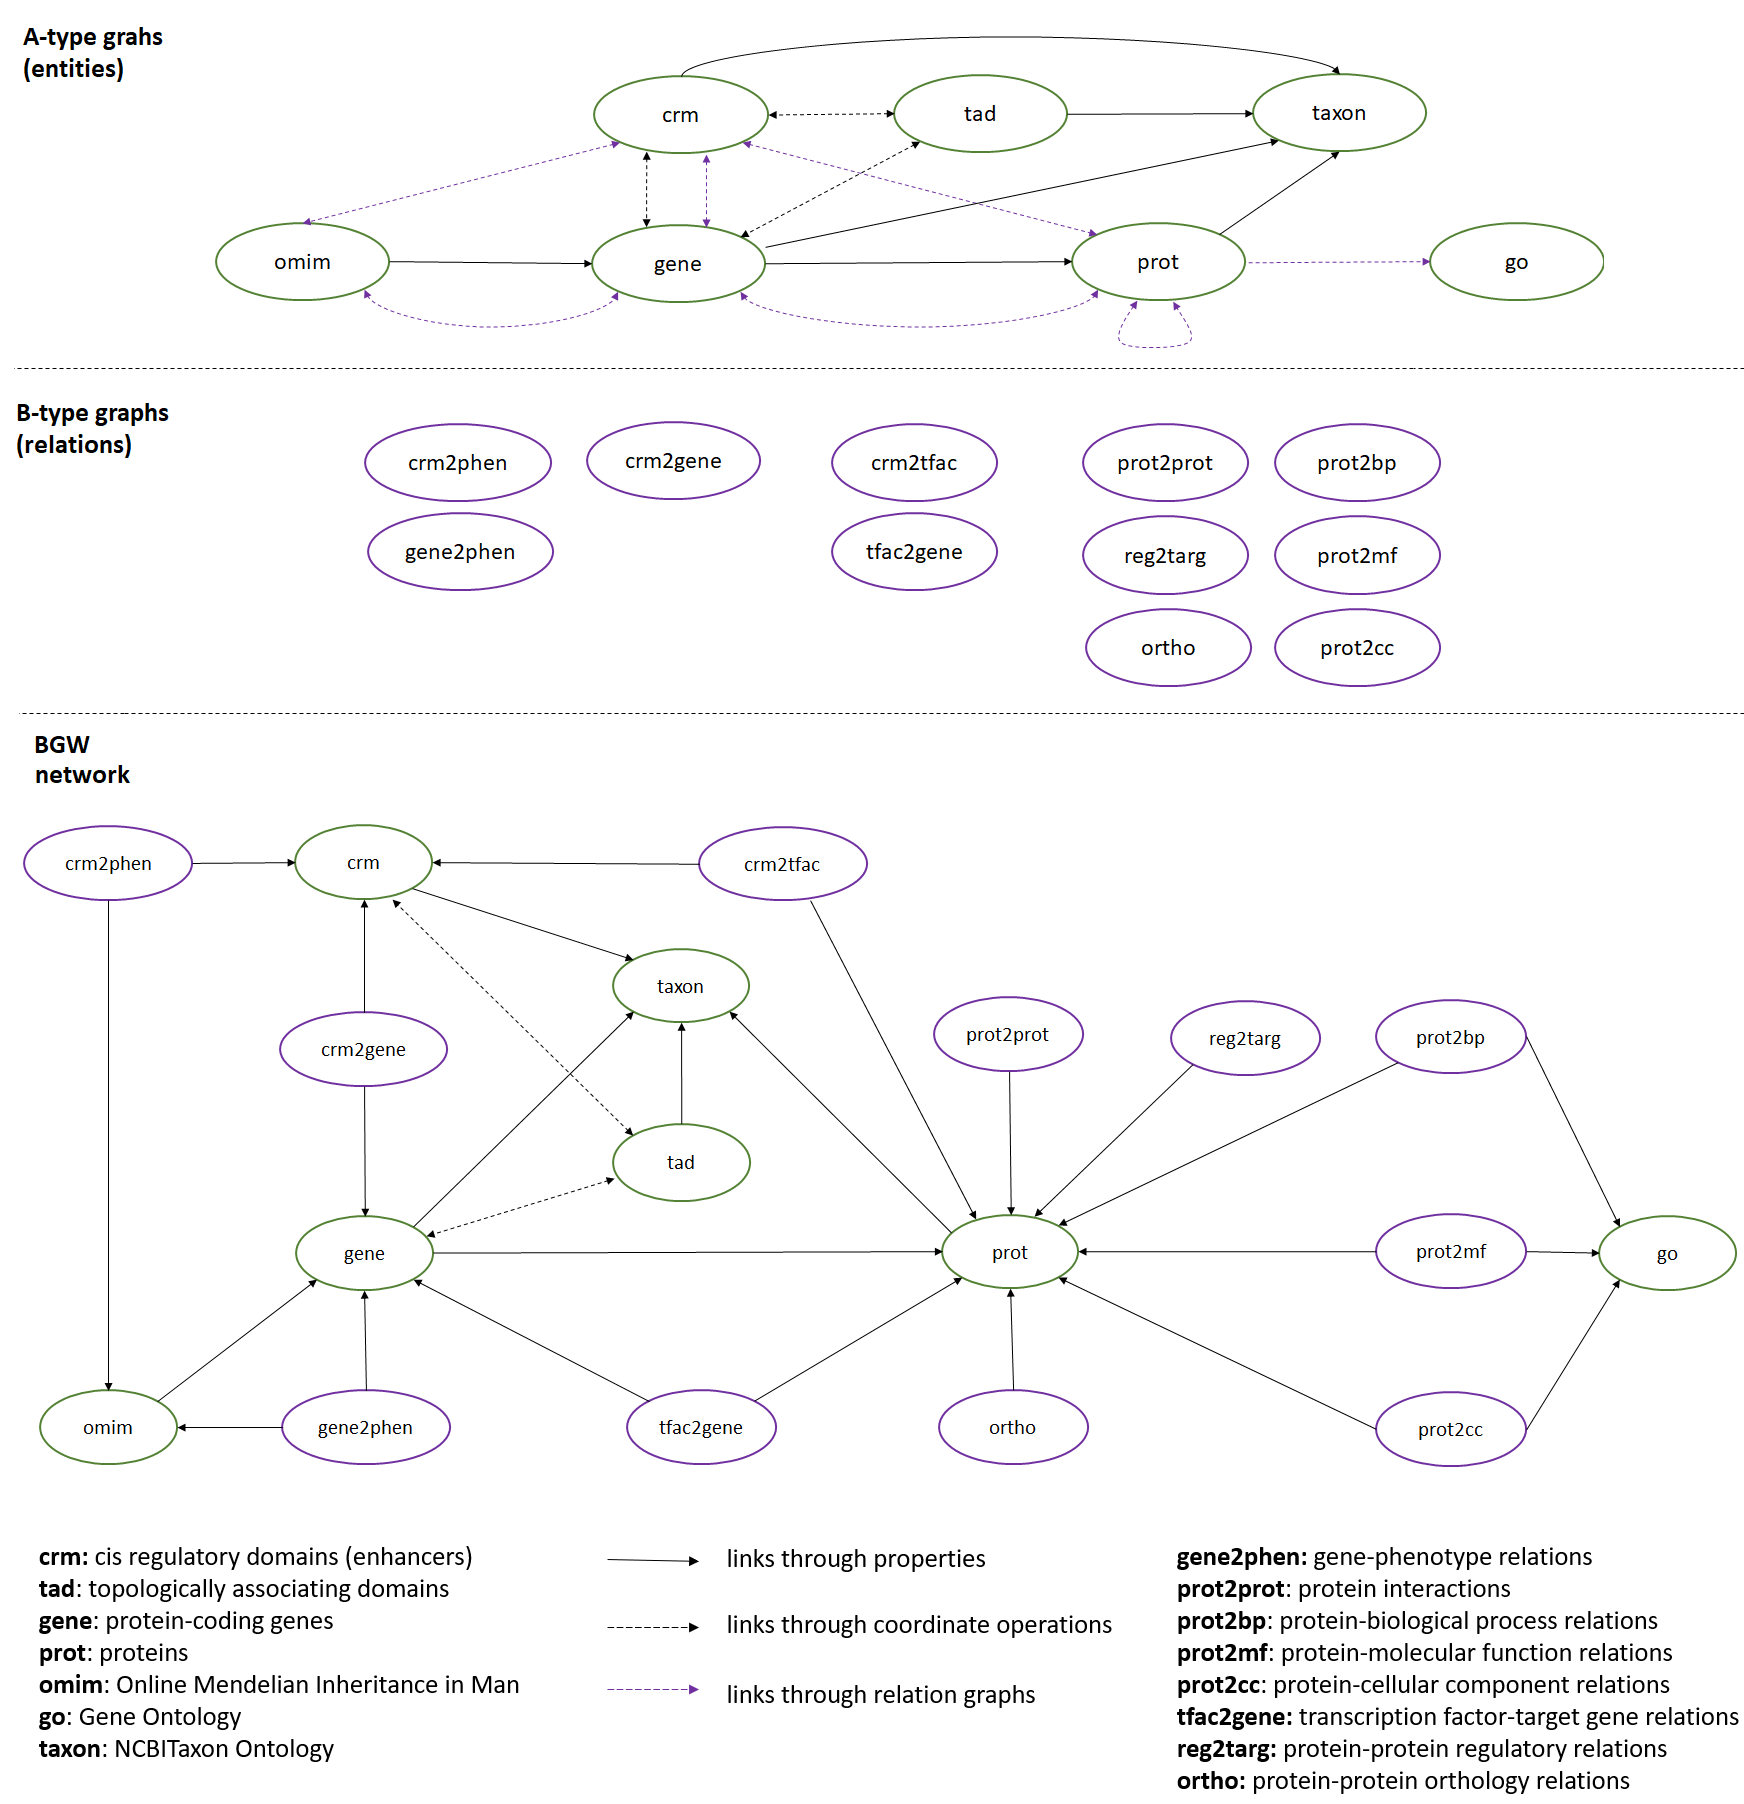 A-type grahs
(entities)
crm
tad
taxon
omim
gene
prot
go
B-type graphs
(relations)
crm2phen
crm2gene
crm2tfac
prot2prot
prot2bp
gene2phen
tfac2gene
reg2targ
prot2mf
ortho
prot2cc
BGW
network
crm2phen
crm
crm2tfac
taxon
prot2prot
reg2targ
prot2bp
crm2gene
tad
gene
prot
prot2mf
go
omim
gene2phen
tfac2gene
ortho
prot2cc
crm: cis regulatory domains (enhancers)
tad: topologically associating domains
gene: protein-coding genes
prot: proteins
omim: Online Mendelian Inheritance in Man
go: Gene Ontology
taxon: NCBITaxon Ontology
links through properties
links through coordinate operations
links through relation graphs
gene2phen: gene-phenotype relations
prot2prot: protein interactions
prot2bp: protein-biological process relations
prot2mf: protein-molecular function relations
prot2cc: protein-cellular component relations
tfac2gene: transcription factor-target gene relations
reg2targ: protein-protein regulatory relations
ortho: protein-protein orthology relations